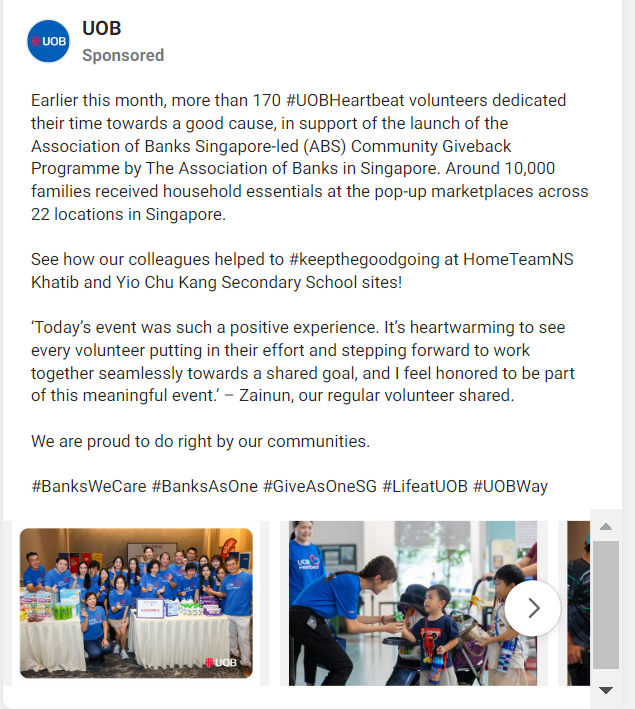 UOB
UOB
Sponsored
Earlier this month, more than 170 #UOBHeartbeat volunteers dedicated
their time towards a good cause, in support of the launch of the
Association of Banks Singapore-led (ABS) Community Giveback
Programme by The Association of Banks in Singapore. Around 10,000
families received household essentials at the pop-up marketplaces across
22 locations in Singapore.
See how our colleagues helped to #keepthegoodgoing at HomeTeamNS
Khatib and Yio Chu Kang Secondary School sites!
‘Today’s event was such a positive experience. It’s heartwarming to see
every volunteer putting in their effort and stepping forward to work
together seamlessly towards a shared goal, and I feel honored to be part
of this meaningful event.’ – Zainun, our regular volunteer shared.
We are proud to do right by our communities.
#BanksWeCare #BanksAsOne #GiveAsOneSG #LifeatUOB #UOBWay
UOB
UOB